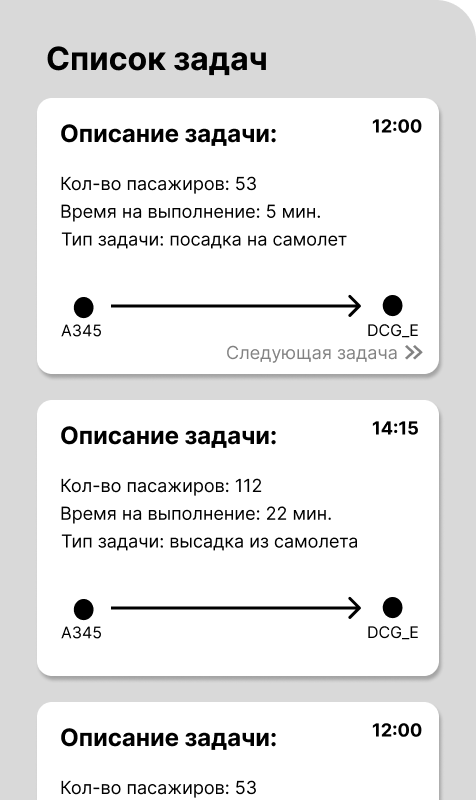 Список задач
Описание задачи:
12:00
Кол-во пасажиров: 53
Время на выполнение: 5 мин.
Тип задачи: посадка на самолет
A345
DCG_E
Следующая задача
Описание задачи:
14:15
Кол-во пасажиров: 112
Время на выполнение: 22 мин.
Тип задачи: высадка из самолета
A345
DCG_E
Описание задачи:
12:00
Кол-во пасажиров: 53